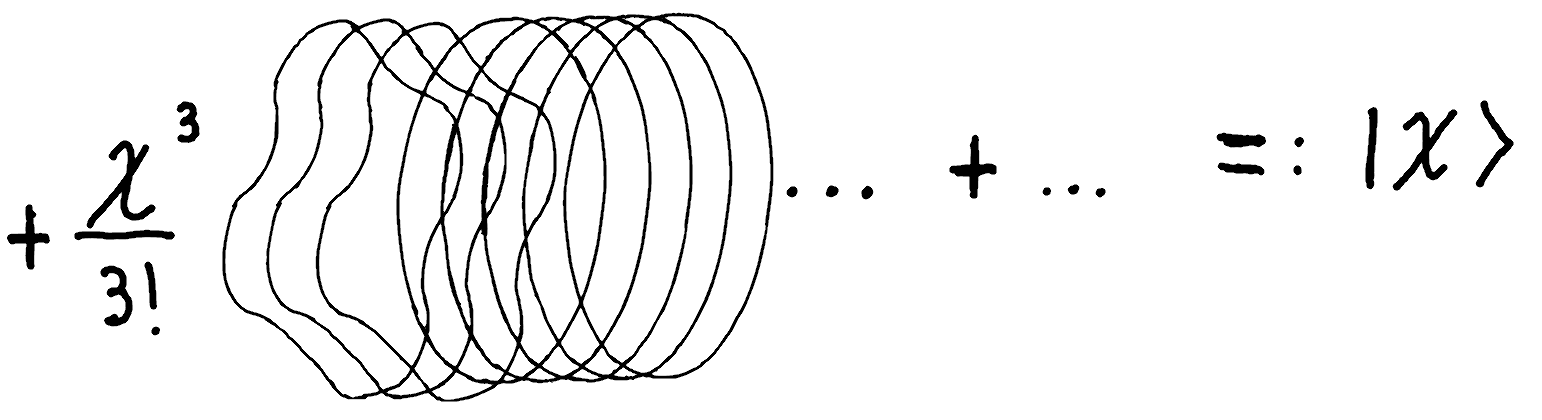 + χ³/3! ... + ... =: |χ⟩